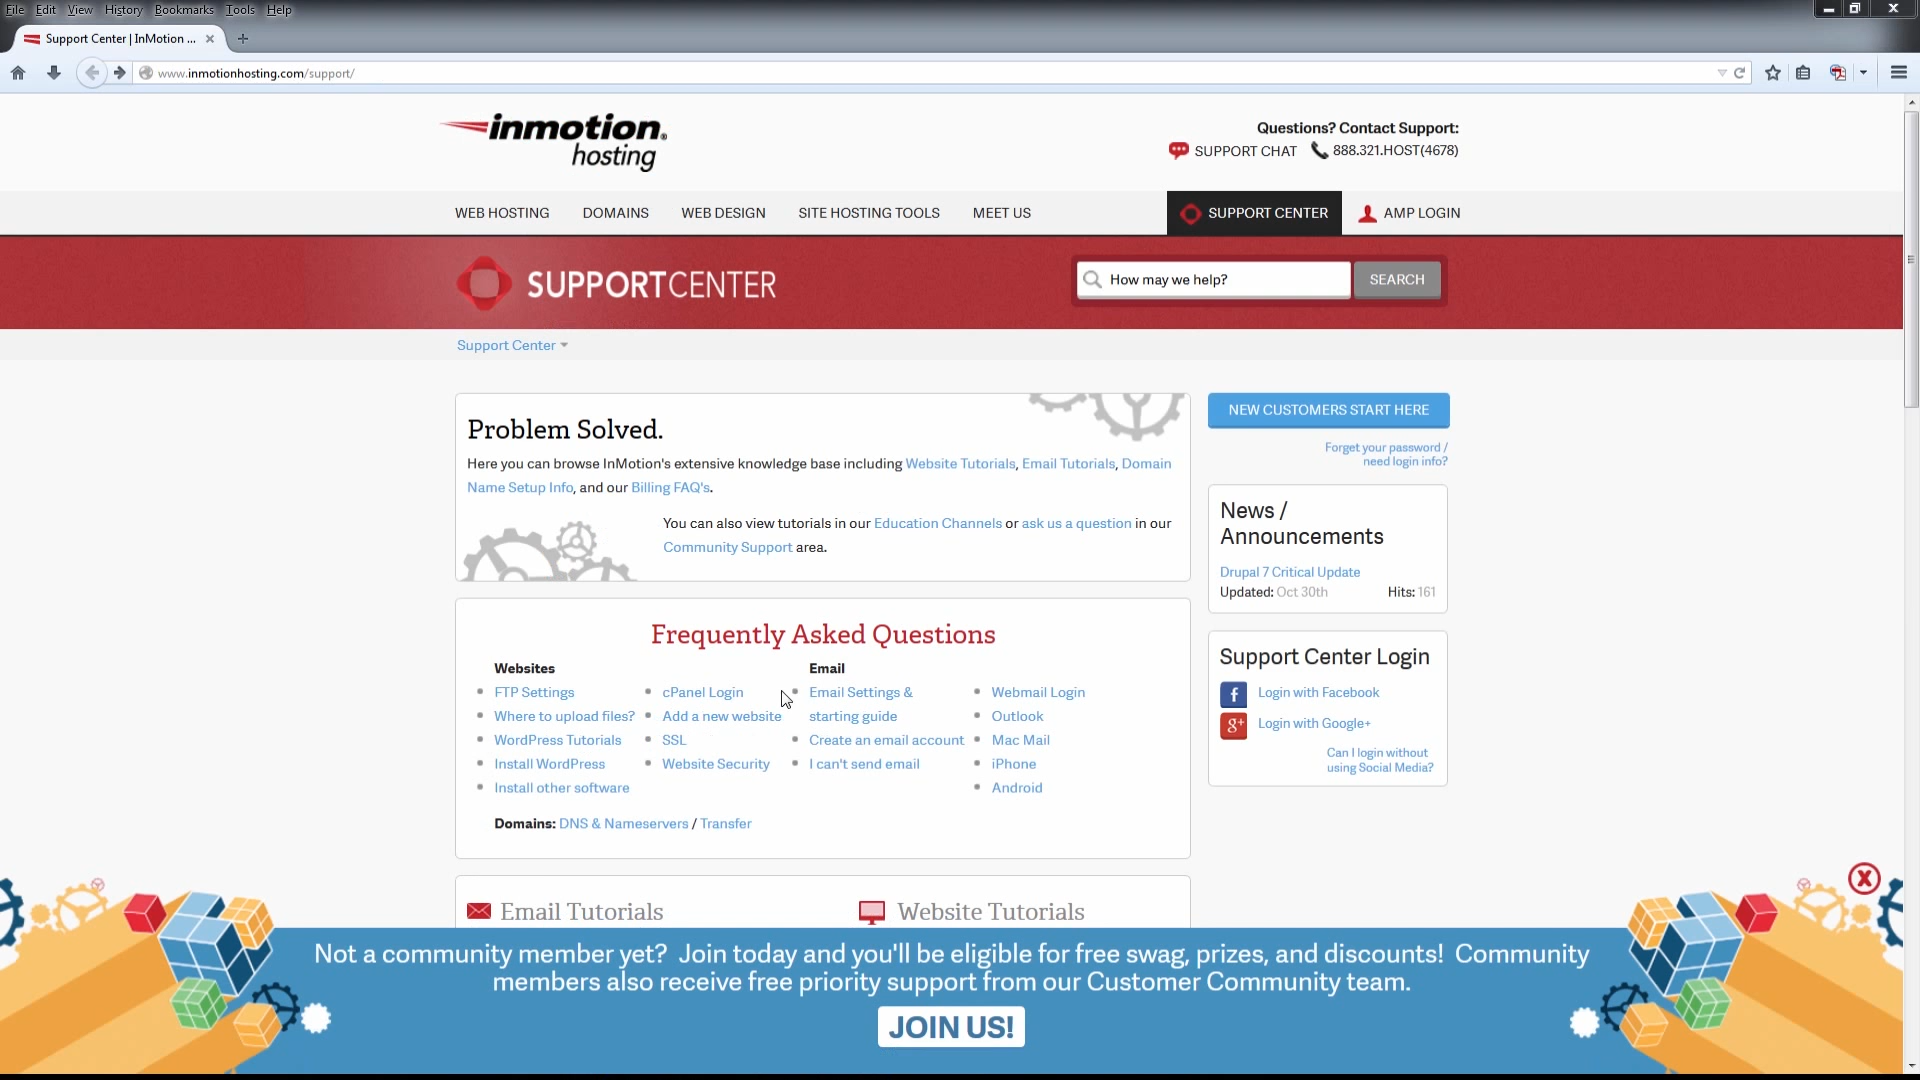 File Edit View History Bookmarks Tools Help
Support Center | InMotion ...
www.inmotionhosting.com/support/
inmotion®
hosting
Questions? Contact Support:
SUPPORT CHAT 888.321.HOST(4678)
WEB HOSTING DOMAINS WEB DESIGN SITE HOSTING TOOLS MEET US SUPPORT CENTER AMP LOGIN
SUPPORTCENTER
How may we help? SEARCH
Support Center
Problem Solved.
Here you can browse InMotion's extensive knowledge base including Website Tutorials, Email Tutorials, Domain
Name Setup Info, and our Billing FAQ's.
You can also view tutorials in our Education Channels or ask us a question in our
Community Support area.
NEW CUSTOMERS START HERE
Forget your password /
need login info?
News /
Announcements
Drupal 7 Critical Update
Updated: Oct 30th Hits: 161
Frequently Asked Questions
Websites
FTP Settings
Where to upload files?
WordPress Tutorials
Install WordPress
Install other software
cPanel Login
Add a new website
SSL
Website Security
Email
Email Settings &
starting guide
Create an email account
I can't send email
Webmail Login
Outlook
Mac Mail
iPhone
Android
Domains: DNS & Nameservers / Transfer
Support Center Login
f Login with Facebook
g+ Login with Google+
Can I login without
using Social Media?
Email Tutorials
Website Tutorials
X
Not a community member yet? Join today and you'll be eligible for free swag, prizes, and discounts! Community
members also receive free priority support from our Customer Community team.
JOIN US!